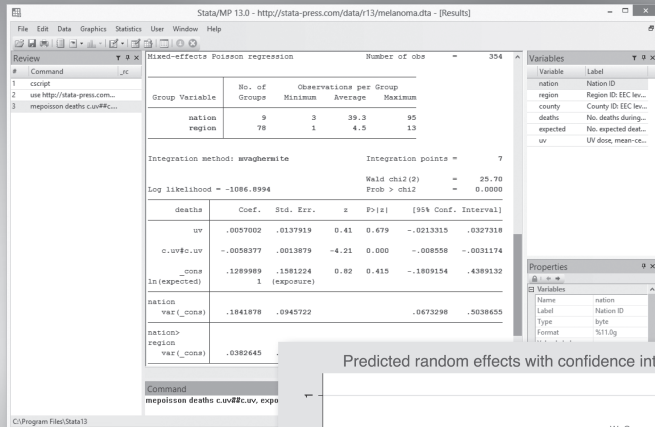 Stata/MP 13.0 - http://stata-press.com/data/r13/melanoma.dta - [Results]
File Edit Data Graphics Statistics User Window Help
Review
# Command _rc
1 cscript
2 use http://stata-press.com...
3 mepoisson deaths c.uv##c....
Mixed-effects Poisson regression Number of obs = 354
No. of Observations per Group
Group Variable Groups Minimum Average Maximum
nation 9 3 39.3 95
region 78 1 4.5 13
Integration method: mvaghermite Integration points = 7
Wald chi2(2) = 25.70
Log likelihood = -1086.8994 Prob > chi2 = 0.0000
deaths Coef. Std. Err. z P>|z| [95% Conf. Interval]
uv .0057002 .0137919 0.41 0.679 -.0213315 .0327318
c.uv#c.uv -.0058377 .0013879 -4.21 0.000 -.008558 -.0031174
_cons .1289989 .1581224 0.82 0.415 -.1809154 .4389132
ln(expected) 1 (exposure)
nation
var(_cons) .1841878 .0945722 .0673298 .5038655
nation>
region
var(_cons) .0382645
Command
mepoisson deaths c.uv##c.uv, expo
C:\Program Files\Stata13
Variables
Variable Label
nation Nation ID
region Region ID: EEC lev...
county County ID: EEC lev...
deaths No. deaths during...
expected No. expected deat...
uv UV dose, mean-ce...
Properties
Variables
Name nation
Label Nation ID
Type byte
Format %11.0g
Predicted random effects with confidence int
1